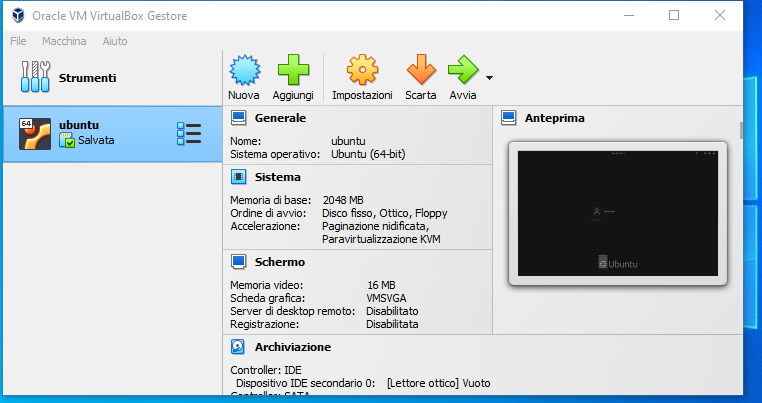 Oracle VM VirtualBox Gestore
File Macchina Aiuto
Strumenti
Nuova Aggiungi Impostazioni Scarta Avvia
64
ubuntu
Salvata
Generale
Nome: ubuntu
Sistema operativo: Ubuntu (64-bit)
Anteprima
Ubuntu
Sistema
Memoria di base: 2048 MB
Ordine di avvio: Disco fisso, Ottico, Floppy
Accelerazione: Paginazione nidificata,
Paravirtualizzazione KVM
Schermo
Memoria video: 16 MB
Scheda grafica: VMSVGA
Server di desktop remoto: Disabilitato
Registrazione: Disabilitata
Archiviazione
Controller: IDE
Dispositivo IDE secondario 0: [Lettore ottico] Vuoto
Controller: SATA